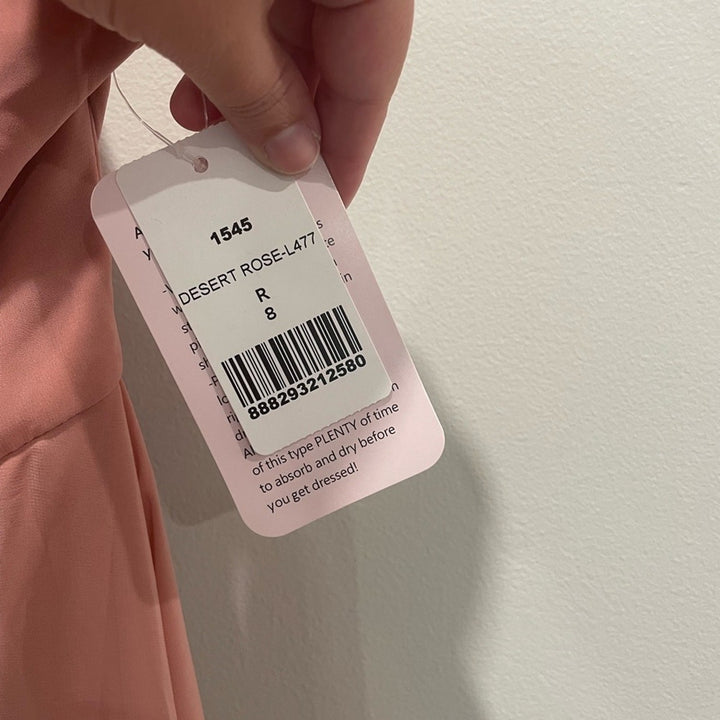 1545
DESERT ROSE-L477
R
8
888293212580
of this type PLENTY of time
to absorb and dry before
you get dressed!